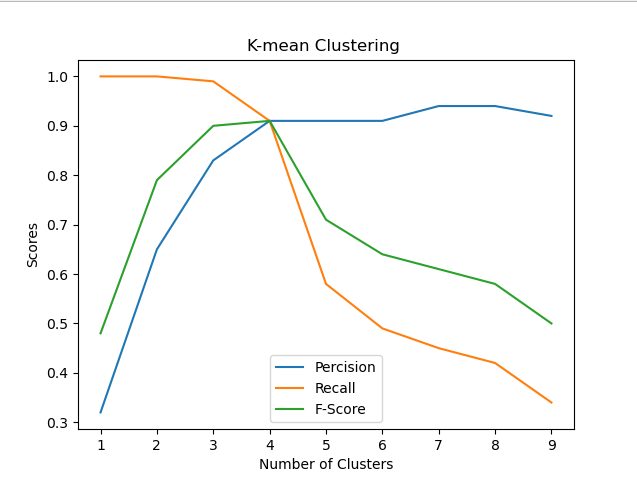 K-mean Clustering
Scores
1.0
0.9
0.8
0.7
0.6
0.5
0.4
0.3
Percision
Recall
F-Score
1 2 3 4 5 6 7 8 9
Number of Clusters